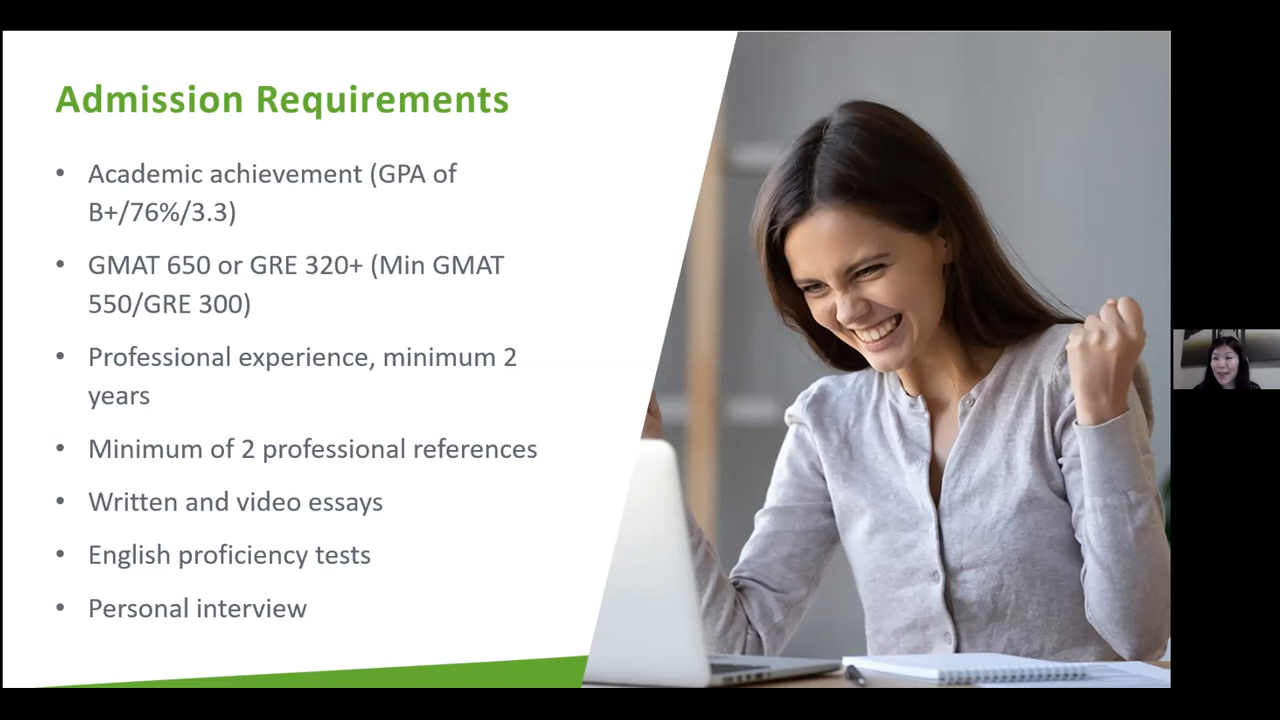 Admission Requirements
• Academic achievement (GPA of
B+/76%/3.3)
• GMAT 650 or GRE 320+ (Min GMAT
550/GRE 300)
• Professional experience, minimum 2
years
• Minimum of 2 professional references
• Written and video essays
• English proficiency tests
• Personal interview